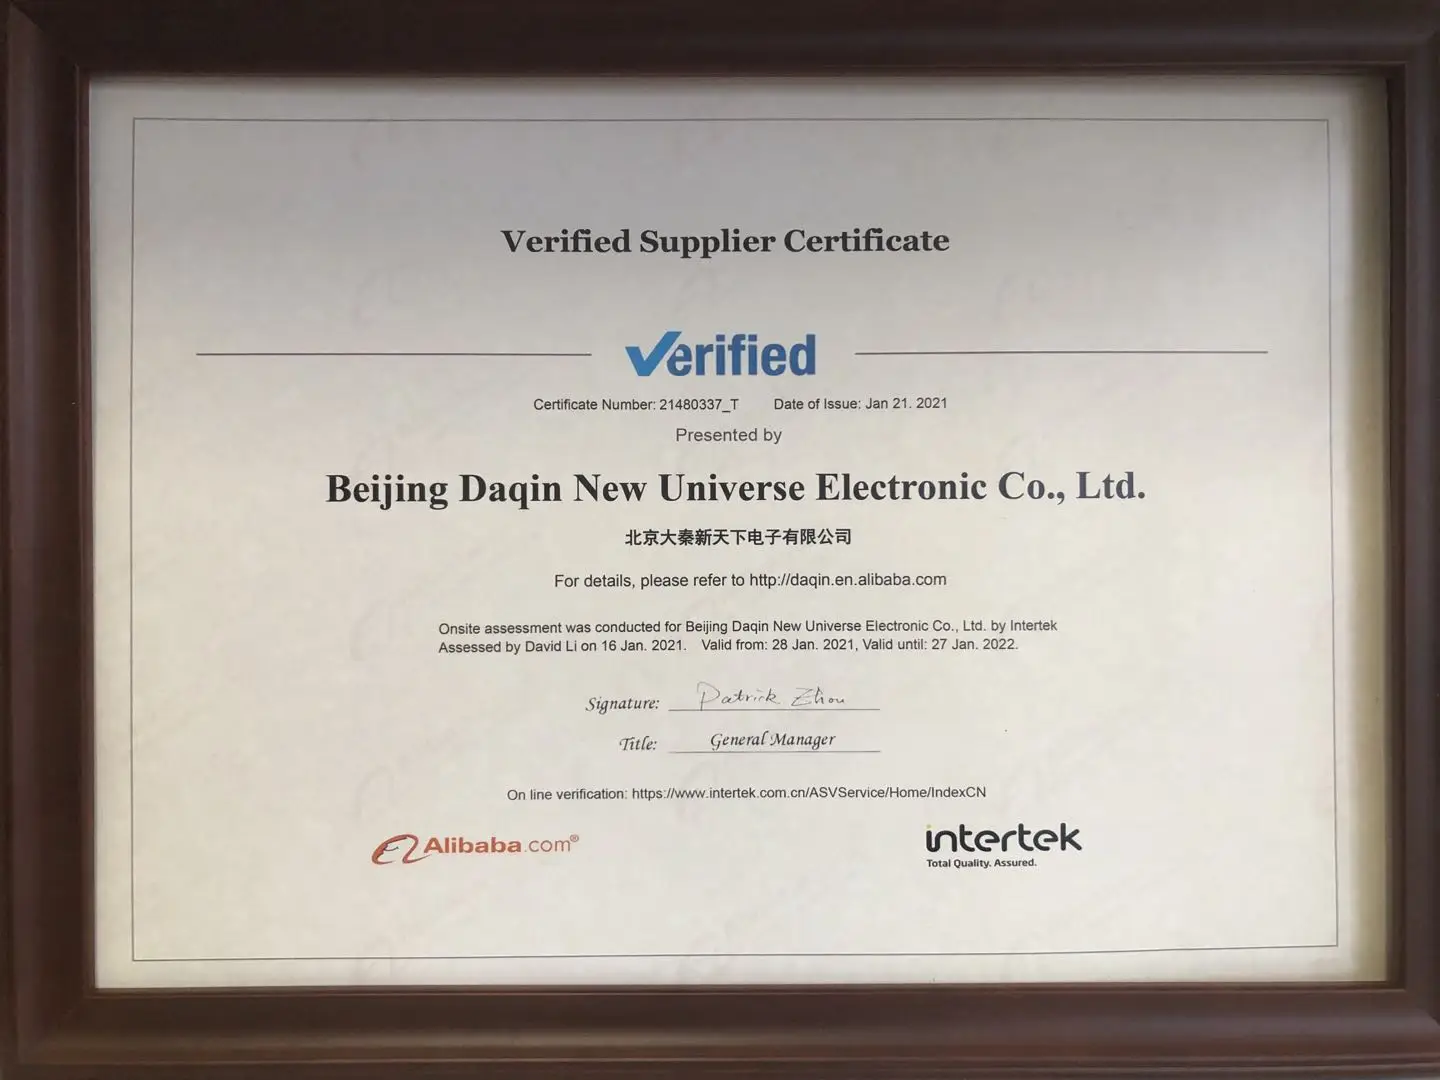 Verified Supplier Certificate
Verified
Certificate Number: 21480337_T Date of Issue: Jan 21. 2021
Presented by
Beijing Daqin New Universe Electronic Co., Ltd.
北京大秦新天下电子有限公司
For details, please refer to http://daqin.en.alibaba.com
Onsite assessment was conducted for Beijing Daqin New Universe Electronic Co., Ltd. by Intertek
Assessed by David Li on 16 Jan. 2021. Valid from: 28 Jan. 2021, Valid until: 27 Jan. 2022.
Signature: Patrick Zhou
Title: General Manager
On line verification: https://www.intertek.com.cn/ASVService/Home/IndexCN
Alibaba.com® intertek
Total Quality. Assured.